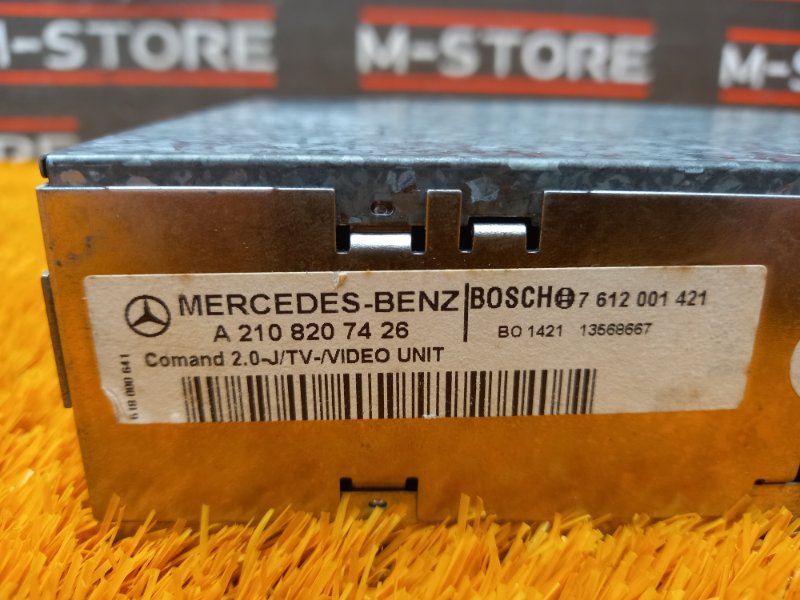 M-STORE
M-STORE
M-STORE
MERCEDES-BENZ
A 210 820 74 26
Comand 2.0-J/TV-/VIDEO UNIT
BOSCH 7 612 001 421
BO 1421 13568667